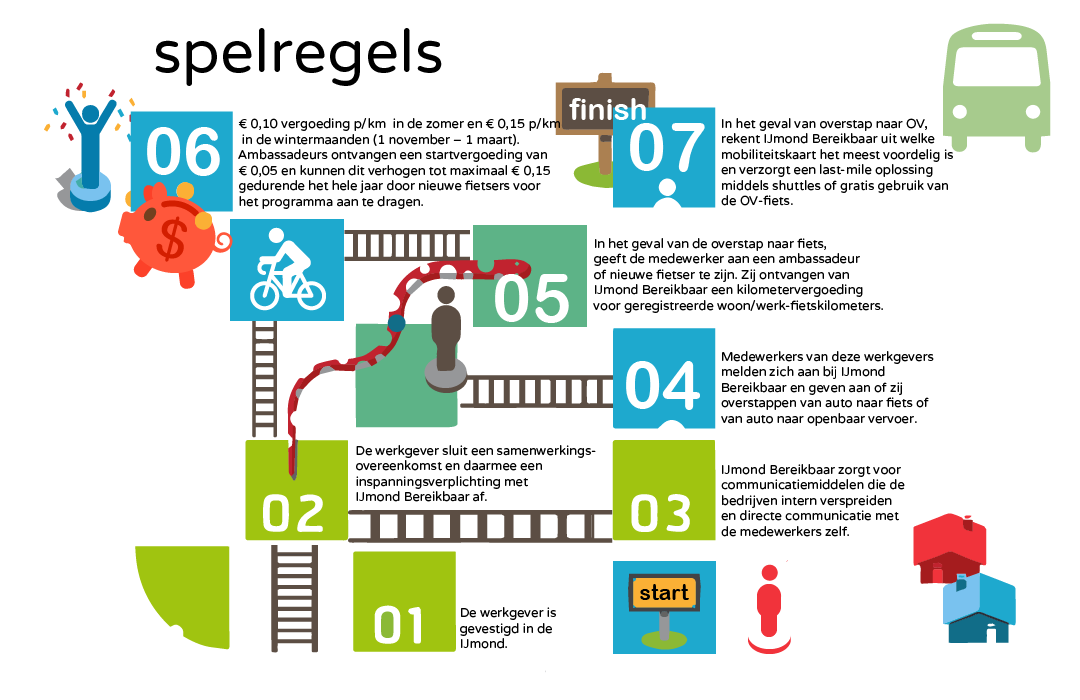 spelregels
finish
06
€ 0,10 vergoeding p/km in de zomer en € 0,15 p/km
in de wintermaanden (1 november – 1 maart).
Ambassadeurs ontvangen een startvergoeding van
€ 0,05 en kunnen dit verhogen tot maximaal € 0,15
gedurende het hele jaar door nieuwe fietsers voor
het programma aan te dragen.
$
07
In het geval van overstap naar OV,
rekent IJmond Bereikbaar uit welke
mobiliteitskaart het meest voordelig is
en verzorgt een last-mile oplossing
middels shuttles of gratis gebruik van
de OV-fiets.
05
In het geval van de overstap naar fiets,
geeft de medewerker aan een ambassadeur
of nieuwe fietser te zijn. Zij ontvangen van
IJmond Bereikbaar een kilometervergoeding
voor geregistreerde woon/werk-fietskilometers.
04
Medewerkers van deze werkgevers
melden zich aan bij IJmond
Bereikbaar en geven aan of zij
overstappen van auto naar fiets of
van auto naar openbaar vervoer.
02
De werkgever sluit een samenwerkings-
overeenkomst en daarmee een
inspanningsverplichting met
IJmond Bereikbaar af.
03
IJmond Bereikbaar zorgt voor
communicatiemiddelen die de
bedrijven intern verspreiden
en directe communicatie met
de medewerkers zelf.
01
De werkgever is
gevestigd in de
IJmond.
start